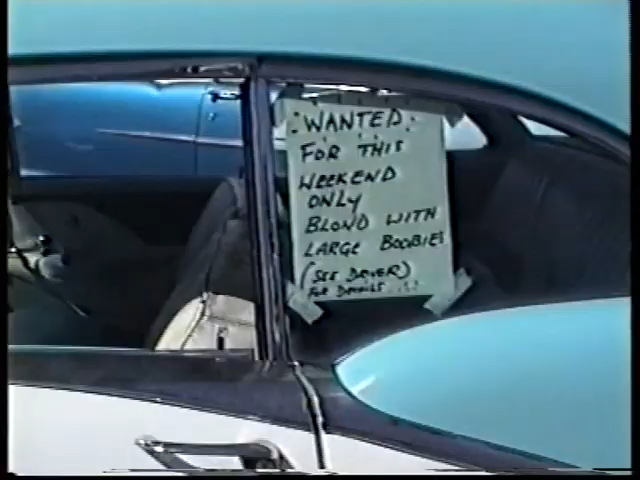 : WANTED :
FOR THIS
WEEKEND
ONLY
BLOND WITH
LARGE BOOBIES
(SEE DRIVER)
FOR DETAILS !!!